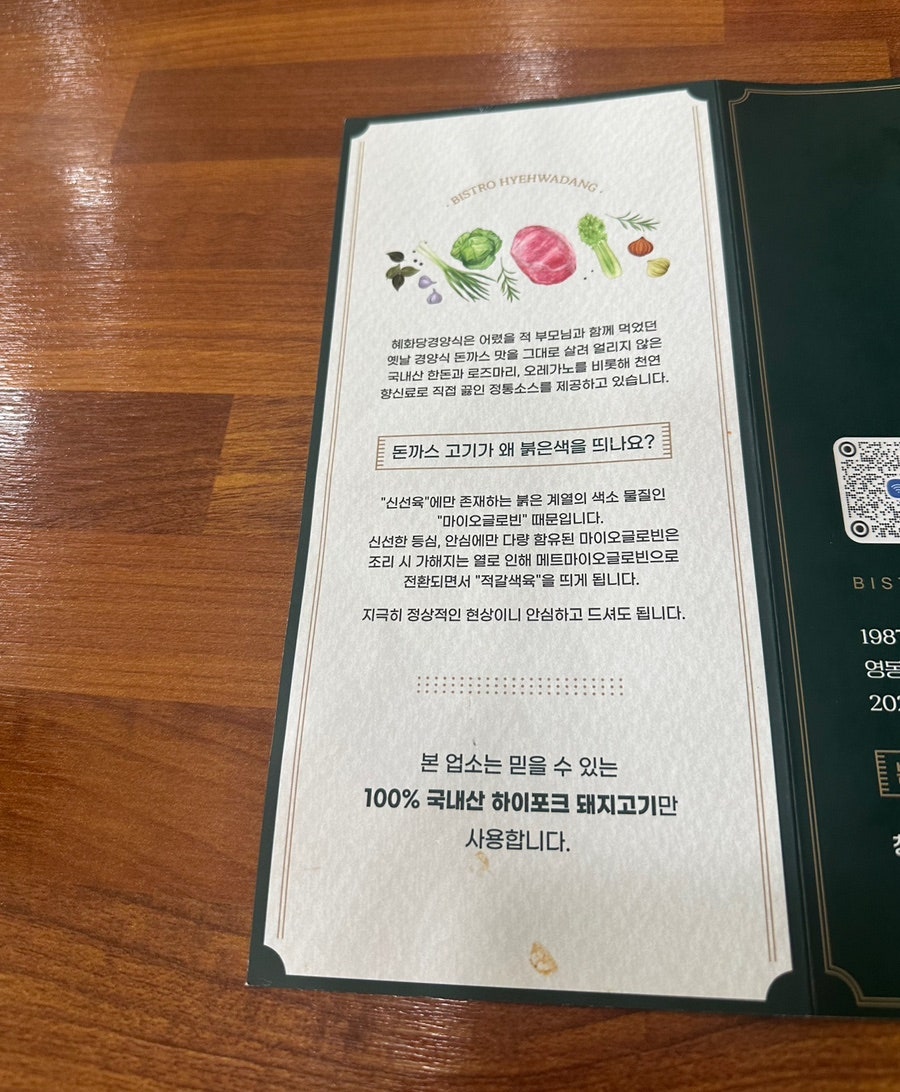 · BISTRO HYEHWADANG ·
혜화당경양식은 어렸을 적 부모님과 함께 먹었던
옛날 경양식 돈까스 맛을 그대로 살려 얼리지 않은
국내산 한돈과 로즈마리, 오레가노를 비롯해 천연
향신료로 직접 끓인 정통소스를 제공하고 있습니다.
돈까스 고기가 왜 붉은색을 띄나요?
"신선육"에만 존재하는 붉은 계열의 색소 물질인
"마이오글로빈" 때문입니다.
신선한 등심, 안심에만 다량 함유된 마이오글로빈은
조리 시 가해지는 열로 인해 메트마이오글로빈으로
전환되면서 "적갈색육"을 띄게 됩니다.
지극히 정상적인 현상이니 안심하고 드셔도 됩니다.
본 업소는 믿을 수 있는
100% 국내산 하이포크 돼지고기만
사용합니다.
BIS
198
영동
20